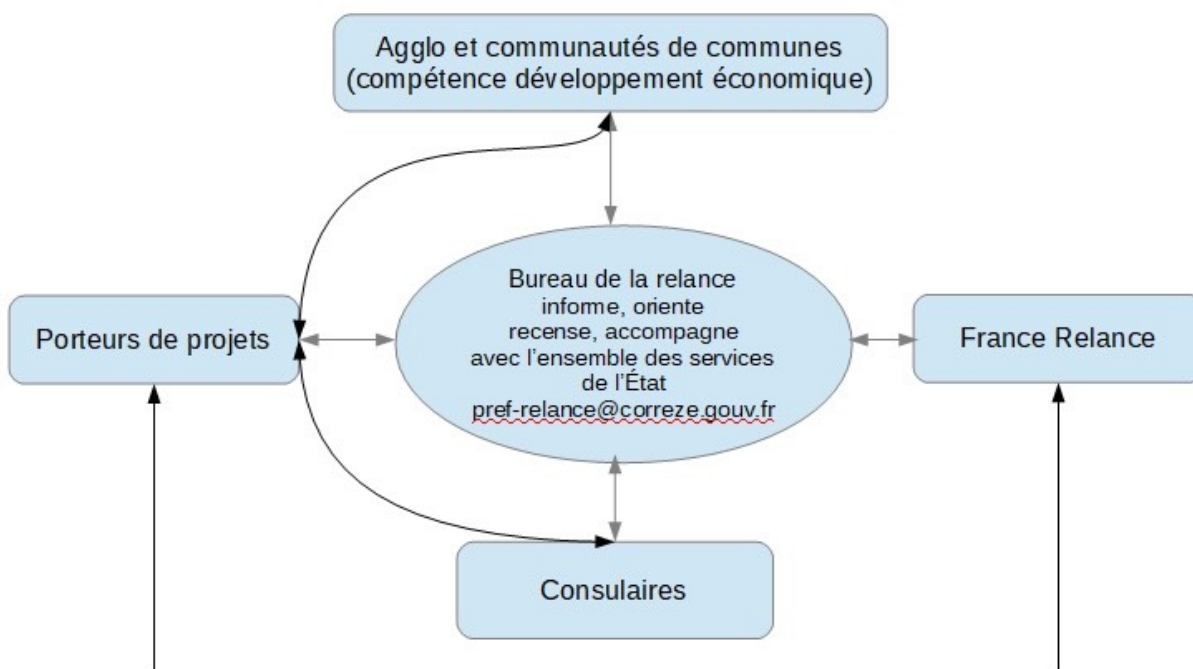 Agglo et communautés de communes
(compétence développement économique)
Bureau de la relance
informe, oriente
recense, accompagne
avec l'ensemble des services
de l'État
pref-relance@correze.gouv.fr
Porteurs de projets
France Relance
Consulaires